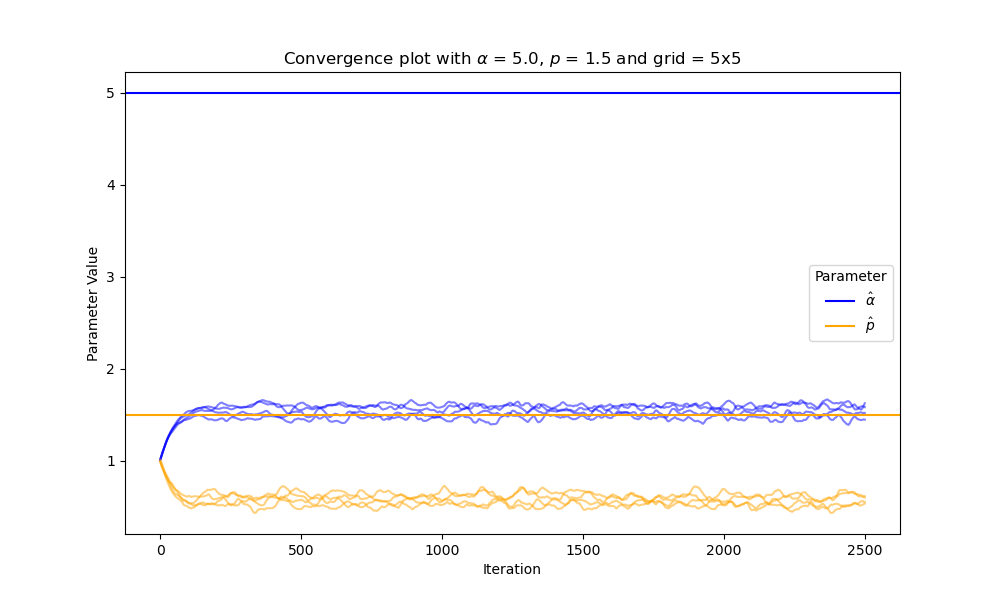 Convergence plot with α = 5.0, p = 1.5 and grid = 5x5
Parameter Value
5
4
3
2
1
Parameter
α̂
p̂
0
500
1000
1500
2000
2500
Iteration